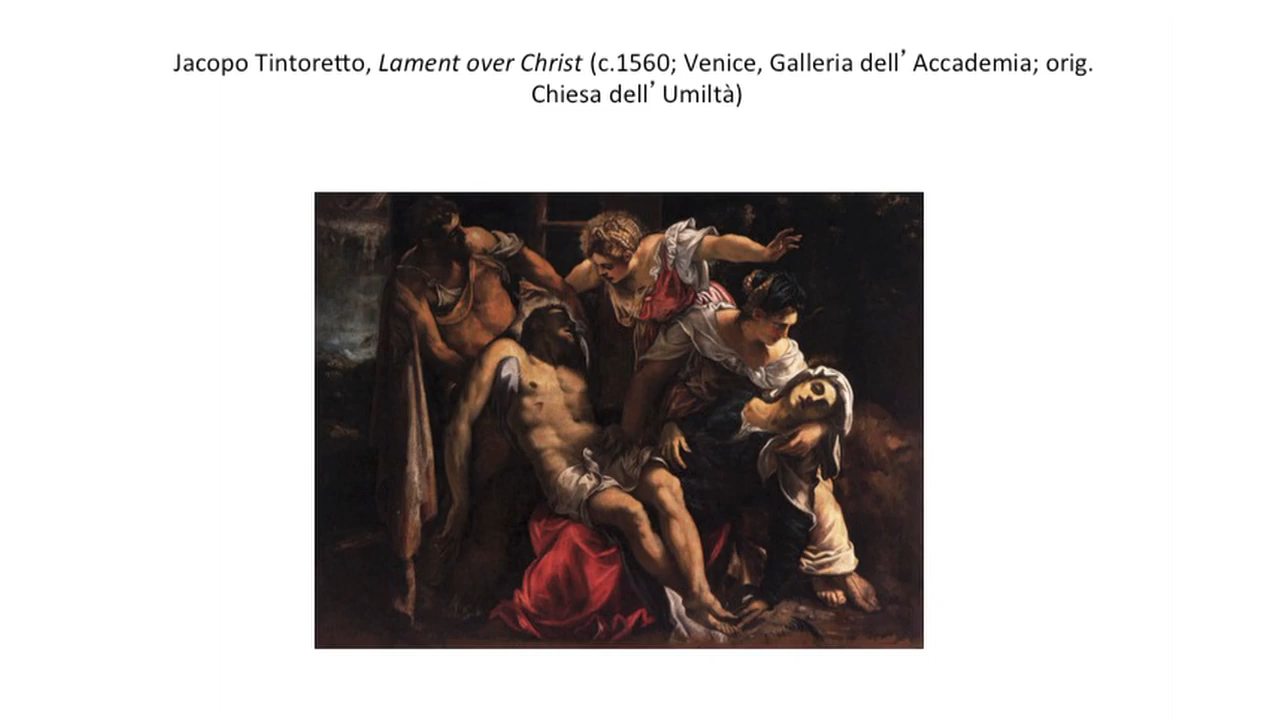 Jacopo Tintoretto, Lament over Christ (c.1560; Venice, Galleria dell’ Accademia; orig.
Chiesa dell’ Umiltà)